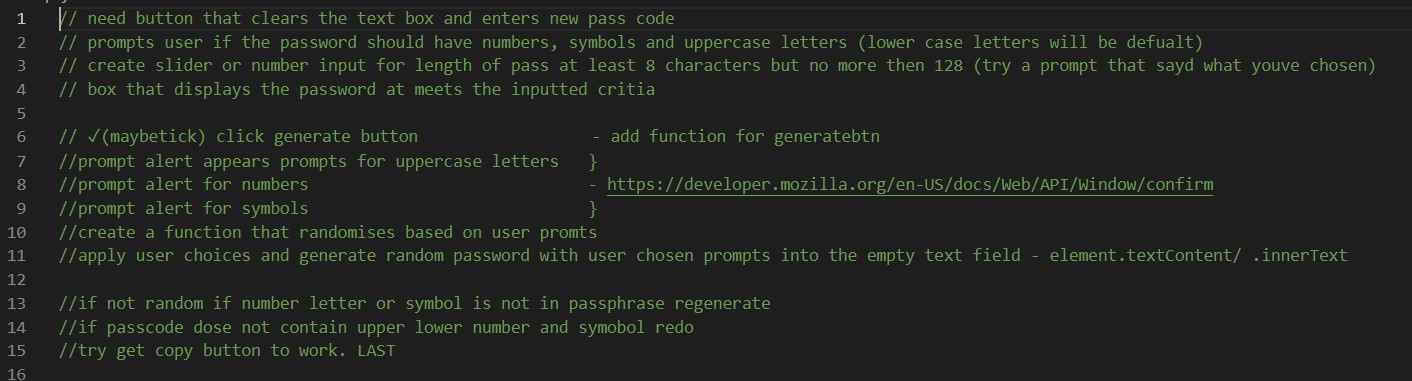 1 // need button that clears the text box and enters new pass code
2 // prompts user if the password should have numbers, symbols and uppercase letters (lower case letters will be defualt)
3 // create slider or number input for length of pass at least 8 characters but no more then 128 (try a prompt that sayd what youve chosen)
4 // box that displays the password at meets the inputted critia
5
6 // ✓(maybetick) click generate button - add function for generatebtn
7 //prompt alert appears prompts for uppercase letters }
8 //prompt alert for numbers - https://developer.mozilla.org/en-US/docs/Web/API/Window/confirm
9 //prompt alert for symbols }
10 //create a function that randomises based on user promts
11 //apply user choices and generate random password with user chosen prompts into the empty text field - element.textContent/ .innerText
12
13 //if not random if number letter or symbol is not in passphrase regenerate
14 //if passcode dose not contain upper lower number and symobol redo
15 //try get copy button to work. LAST
16